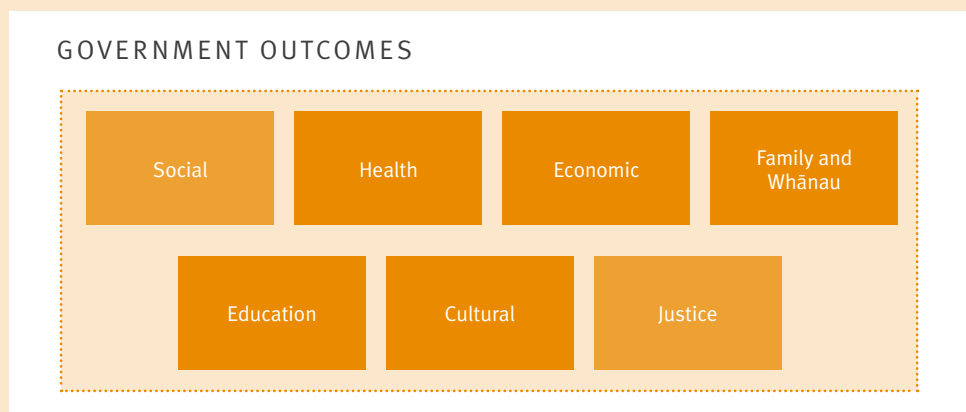 GOVERNMENT OUTCOMES
Social
Health
Economic
Family and
Whānau
Education
Cultural
Justice